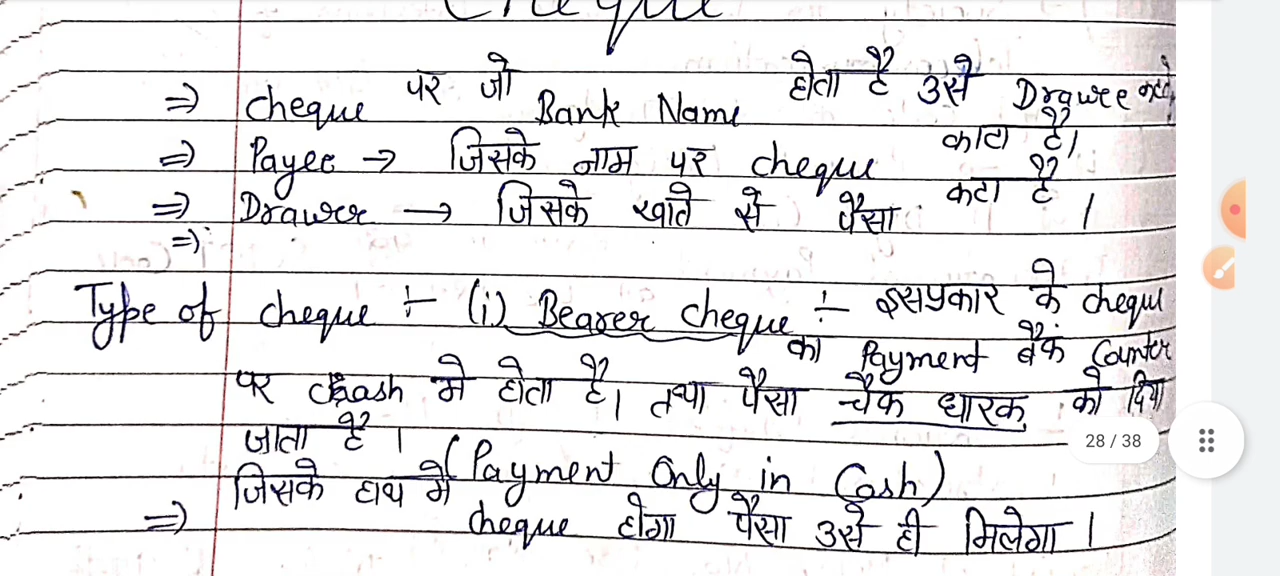 Cheque
⇒ cheque पर जो Bank Name होता है उसे Drawee कहते
⇒ Payee → जिसके नाम पर cheque काटा है।
⇒ Drawer → जिसके खाते से पैसा कटा है।
⇒
Type of cheque :- (i) Bearer cheque :- इसप्रकार के cheque
का Payment बैंक Counter
पर cash मे होता है। तथा पैसा चैक धारक को दिया
जाता है। (Payment Only in Cash)
⇒ जिसके हाथ में cheque होगा पैसा उसे ही मिलेगा।
28 / 38